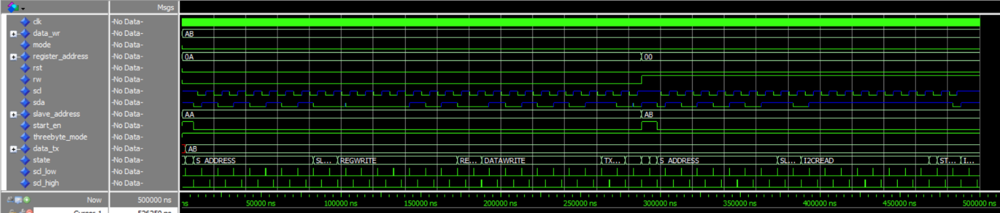 Msgs
clk -No Data-
data_wr -No Data- AB
mode -No Data-
register_address -No Data- 0A 00
rst -No Data-
rw -No Data-
scl -No Data-
sda -No Data-
slave_address -No Data- AA AB
start_en -No Data-
threebyte_mode -No Data-
data_tx -No Data- AB
state -No Data- S_ADDRESS SL... REGWRITE RE... DATAWRITE TX... S_ADDRESS SL... I2CREAD ST... I...
scl_low -No Data-
scl_high -No Data-
Now 500000 ns ns 50000 ns 100000 ns 150000 ns 200000 ns 250000 ns 300000 ns 350000 ns 400000 ns 450000 ns 500000 ns